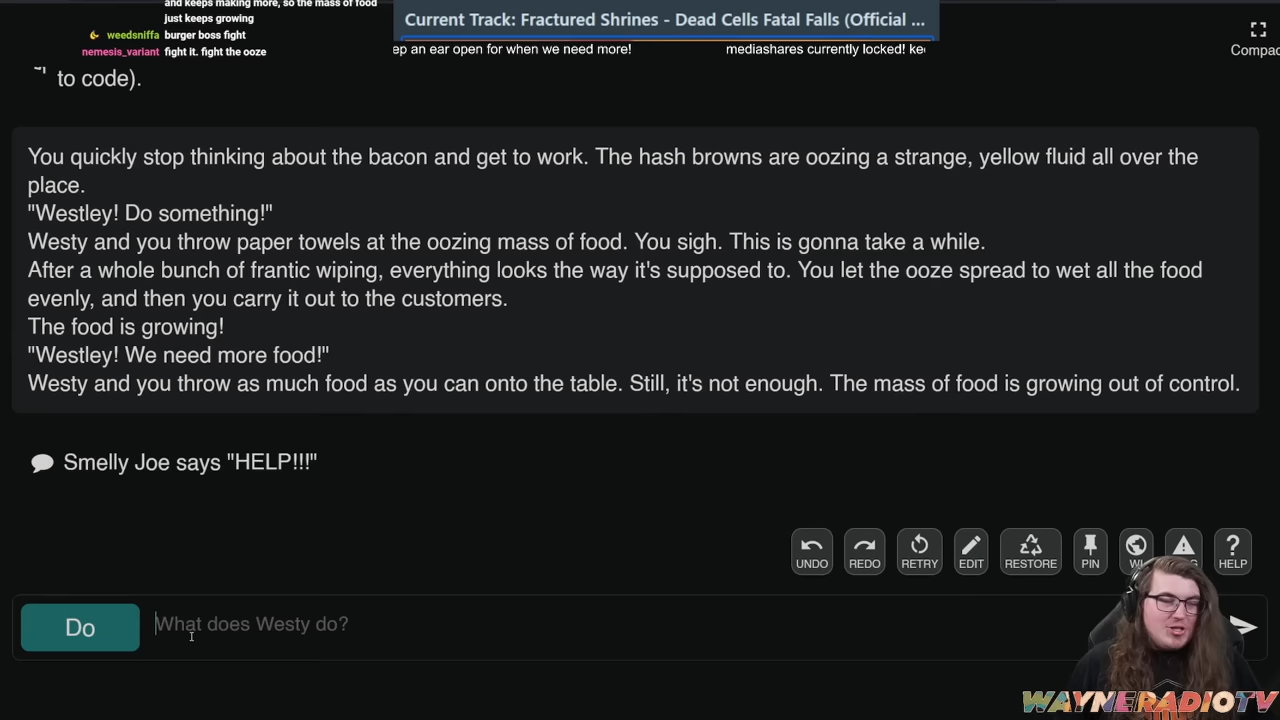 and keeps making more, so the mass of food
just keeps growing
weedsniffa burger boss fight
nemesis_variant fight it. fight the ooze
Current Track: Fractured Shrines - Dead Cells Fatal Falls (Official ...
ep an ear open for when we need more! mediashares currently locked! kee
Compac
to code).
You quickly stop thinking about the bacon and get to work. The hash browns are oozing a strange, yellow fluid all over the
place.
"Westley! Do something!"
Westy and you throw paper towels at the oozing mass of food. You sigh. This is gonna take a while.
After a whole bunch of frantic wiping, everything looks the way it's supposed to. You let the ooze spread to wet all the food
evenly, and then you carry it out to the customers.
The food is growing!
"Westley! We need more food!"
Westy and you throw as much food as you can onto the table. Still, it's not enough. The mass of food is growing out of control.
Smelly Joe says "HELP!!!"
UNDO REDO RETRY EDIT RESTORE PIN HELP
Do What does Westy do?
WAYNERADIOTV